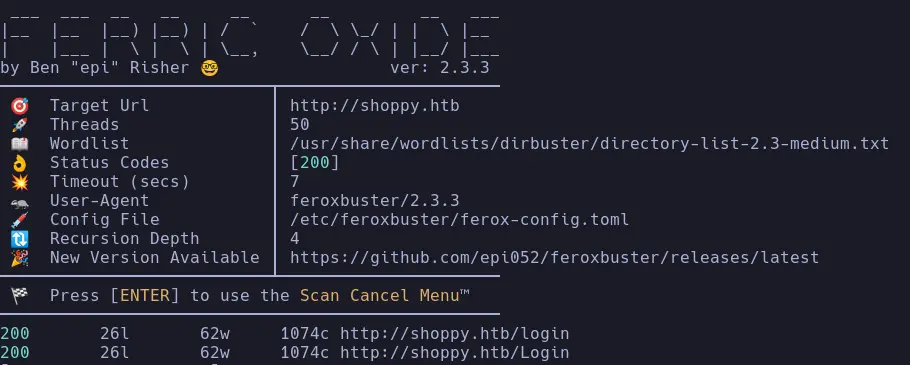 FERRIC OXIDE
by Ben "epi" Risher 🤓 ver: 2.3.3
🎯 Target Url │ http://shoppy.htb
🚀 Threads │ 50
📖 Wordlist │ /usr/share/wordlists/dirbuster/directory-list-2.3-medium.txt
👌 Status Codes │ [200]
💥 Timeout (secs) │ 7
🦡 User-Agent │ feroxbuster/2.3.3
💉 Config File │ /etc/feroxbuster/ferox-config.toml
🔃 Recursion Depth │ 4
🎉 New Version Available │ https://github.com/epi052/feroxbuster/releases/latest
🏁 Press [ENTER] to use the Scan Cancel Menu™
200 26l 62w 1074c http://shoppy.htb/login
200 26l 62w 1074c http://shoppy.htb/Login